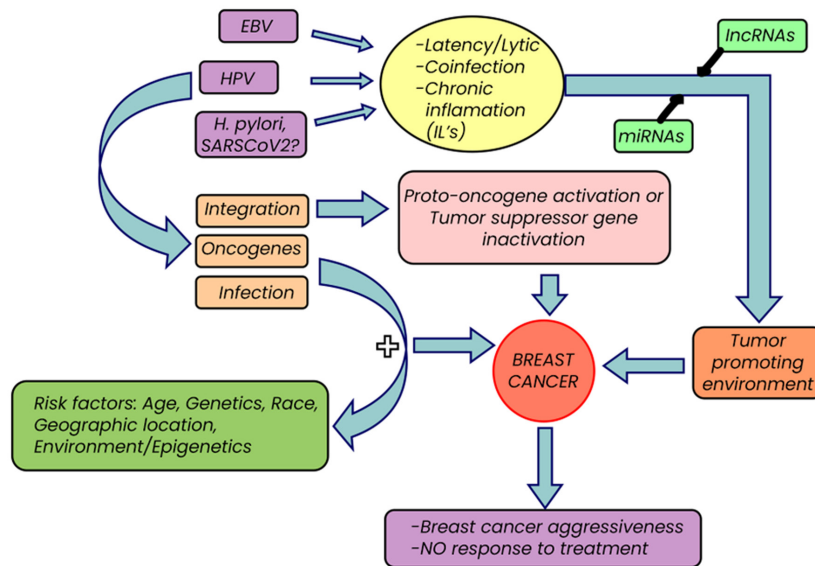 EBV
HPV
H. pylori,
SARSCoV2?
-Latency/Lytic
-Coinfection
-Chronic
inflamation
(IL's)
lncRNAs
miRNAs
Integration
Oncogenes
Infection
Proto-oncogene activation or
Tumor suppressor gene
inactivation
BREAST
CANCER
Tumor
promoting
environment
Risk factors: Age, Genetics, Race,
Geographic location,
Environment/Epigenetics
-Breast cancer aggressiveness
-NO response to treatment